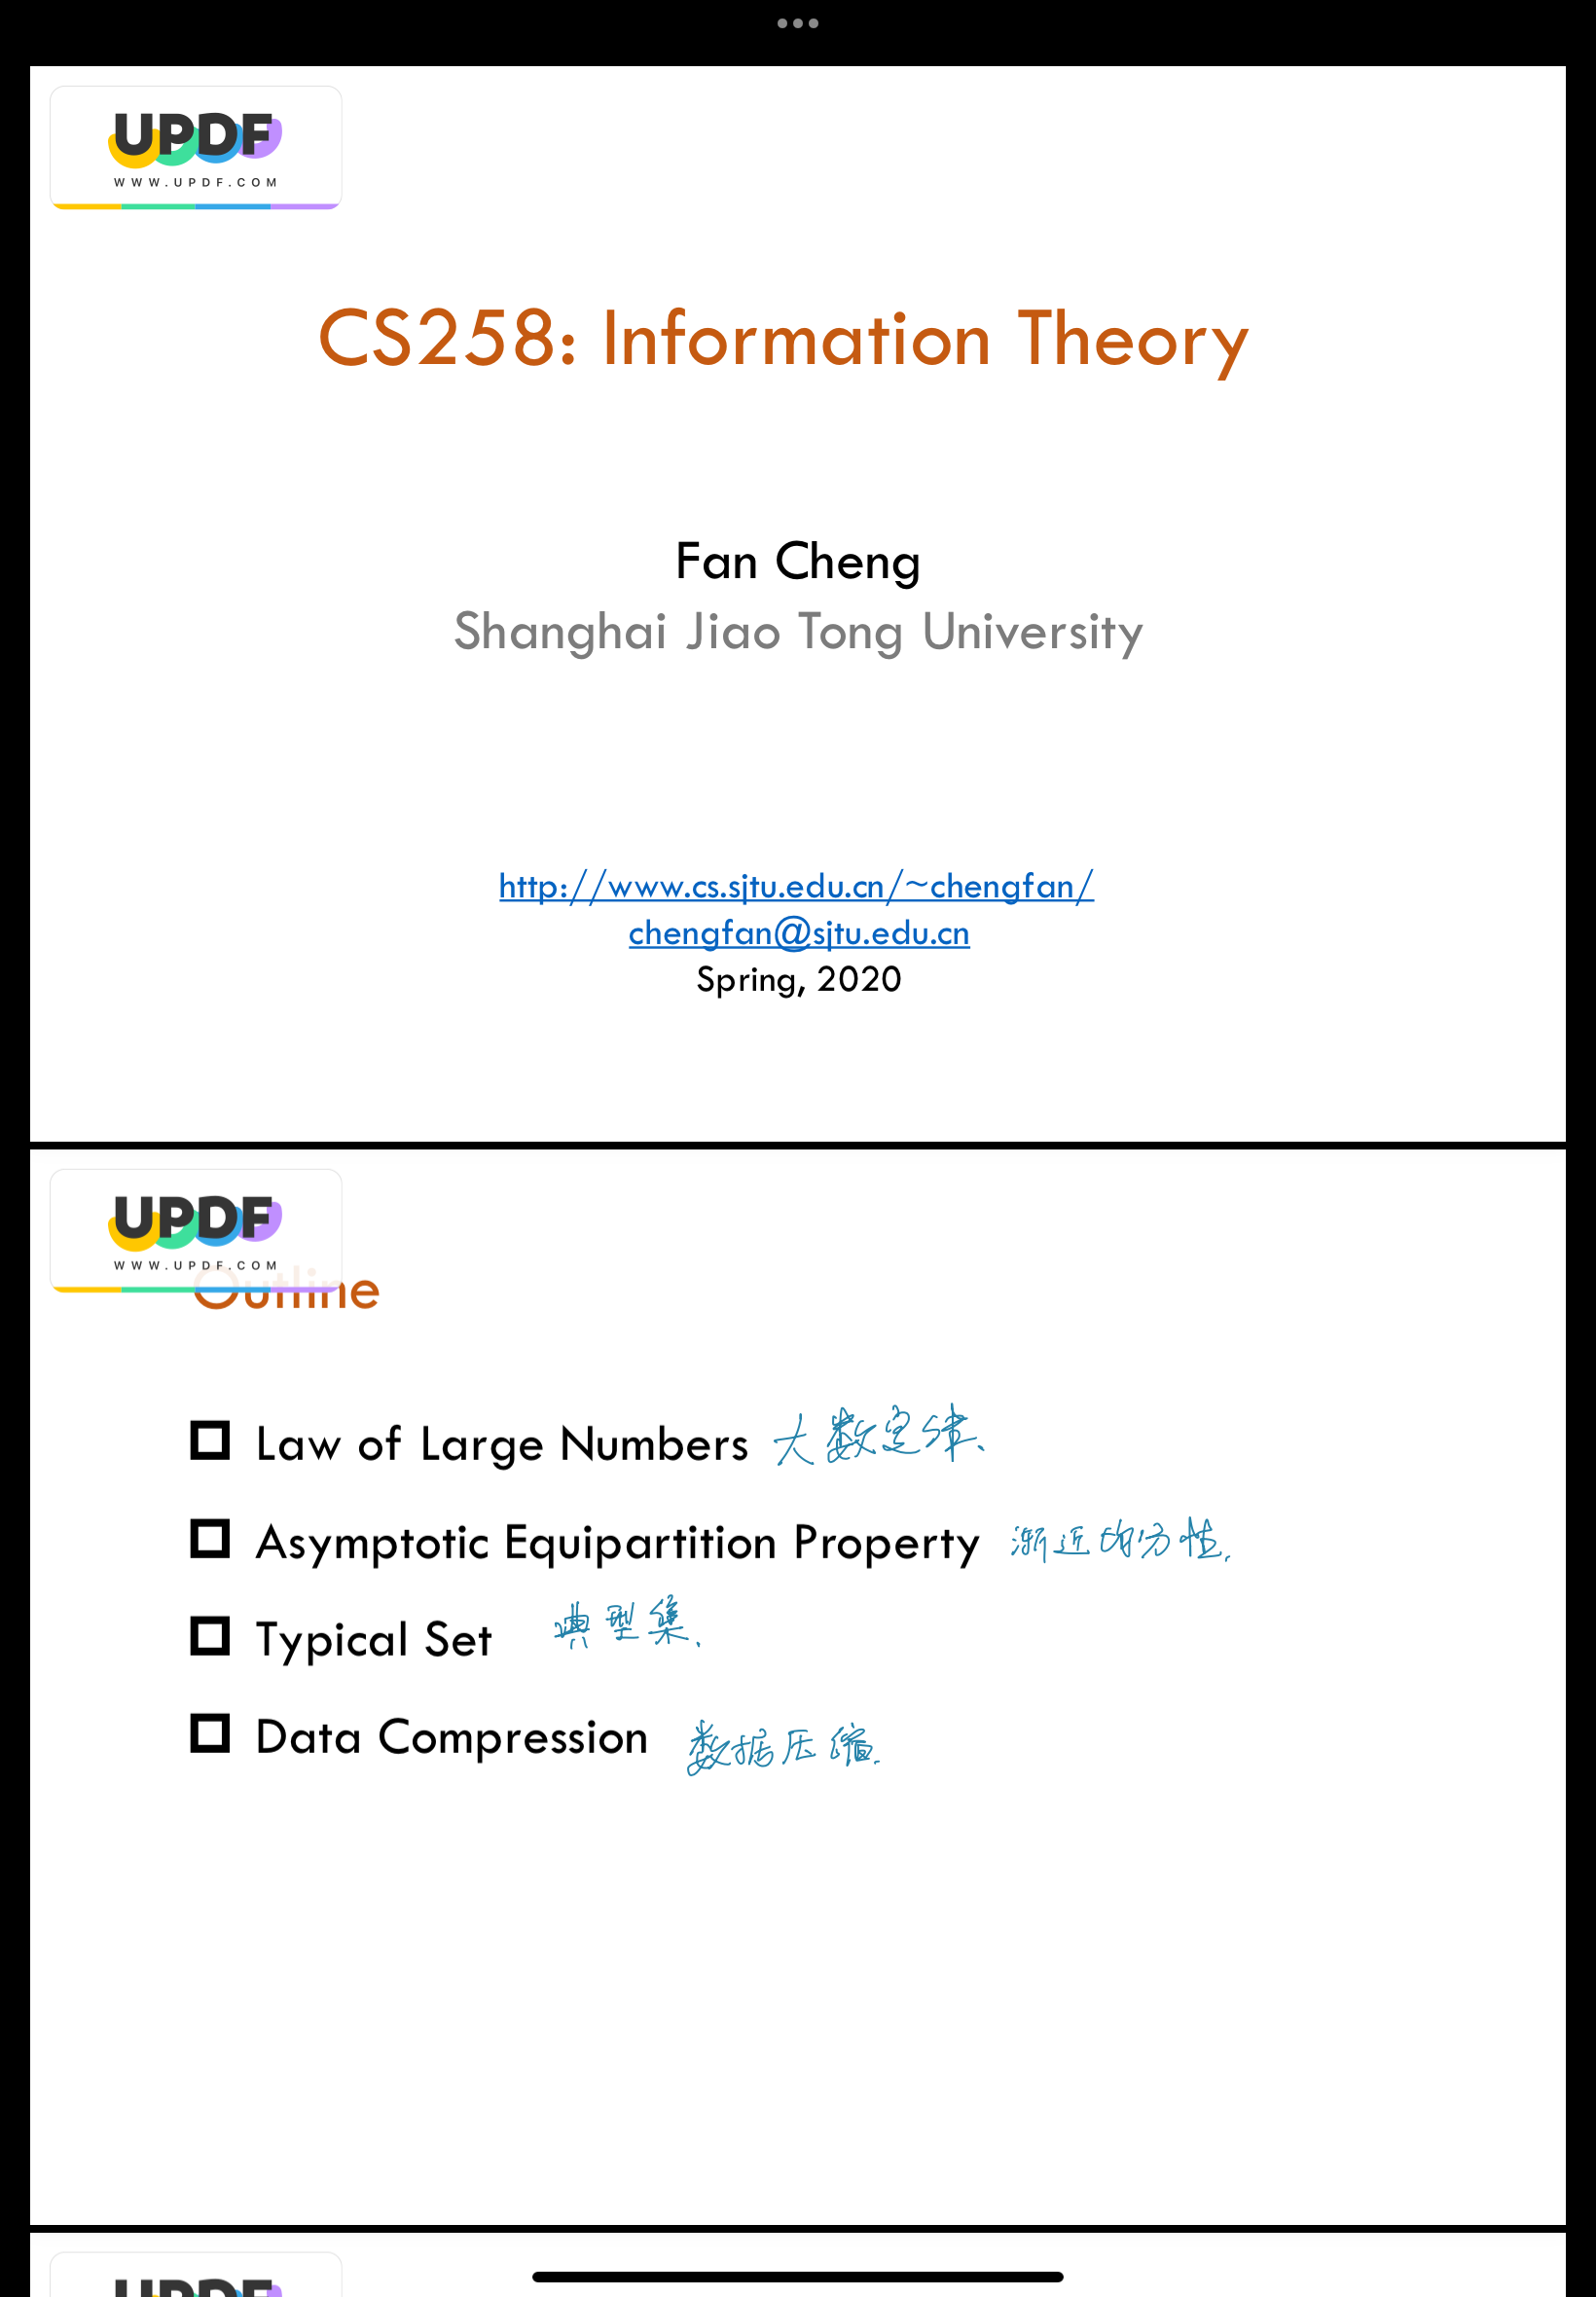 UPDF
WWW.UPDF.COM
CS258: Information Theory
Fan Cheng
Shanghai Jiao Tong University
http://www.cs.sjtu.edu.cn/~chengfan/
chengfan@sjtu.edu.cn
Spring, 2020
UPDF
WWW.UPDF.COM
Outline
Law of Large Numbers 大数定律、
Asymptotic Equipartition Property 渐近均分性.
Typical Set 典型集.
Data Compression 数据压缩.
UPDF